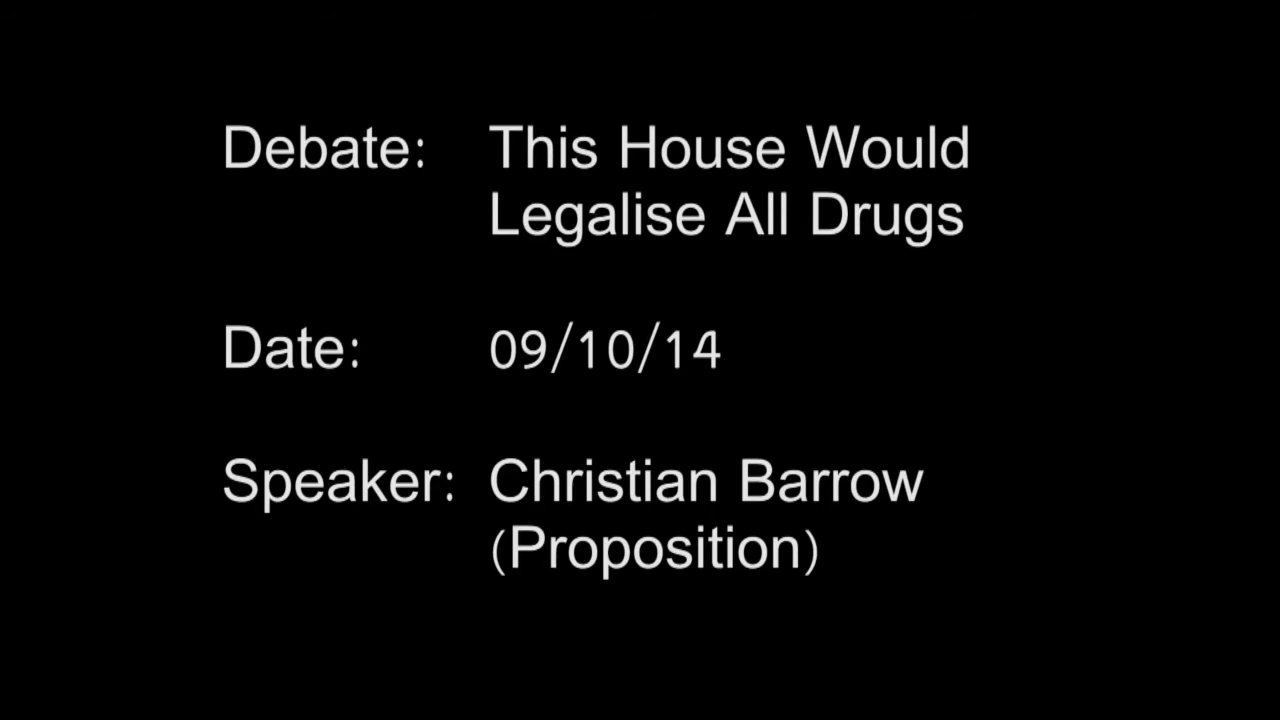 Debate: This House Would
Legalise All Drugs
Date: 09/10/14
Speaker: Christian Barrow
(Proposition)